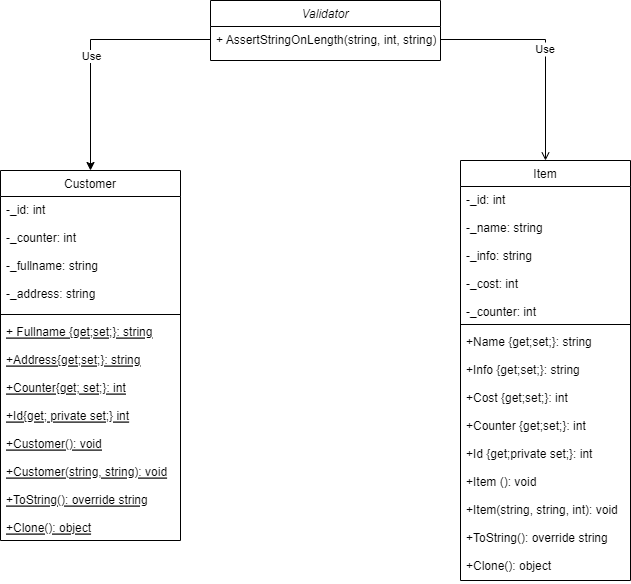 Validator
+ AssertStringOnLength(string, int, string)
Use
Use
Customer
-_id: int
-_counter: int
-_fullname: string
-_address: string
+ Fullname {get;set;}: string
+Address{get;set;}: string
+Counter{get; set;}: int
+Id{get; private set;} int
+Customer(): void
+Customer(string, string): void
+ToString(): override string
+Clone(): object
Item
-_id: int
-_name: string
-_info: string
-_cost: int
-_counter: int
+Name {get;set;}: string
+Info {get;set;}: string
+Cost {get;set;}: int
+Counter {get;set;}: int
+Id {get;private set;}: int
+Item (): void
+Item(string, string, int): void
+ToString(): override string
+Clone(): object